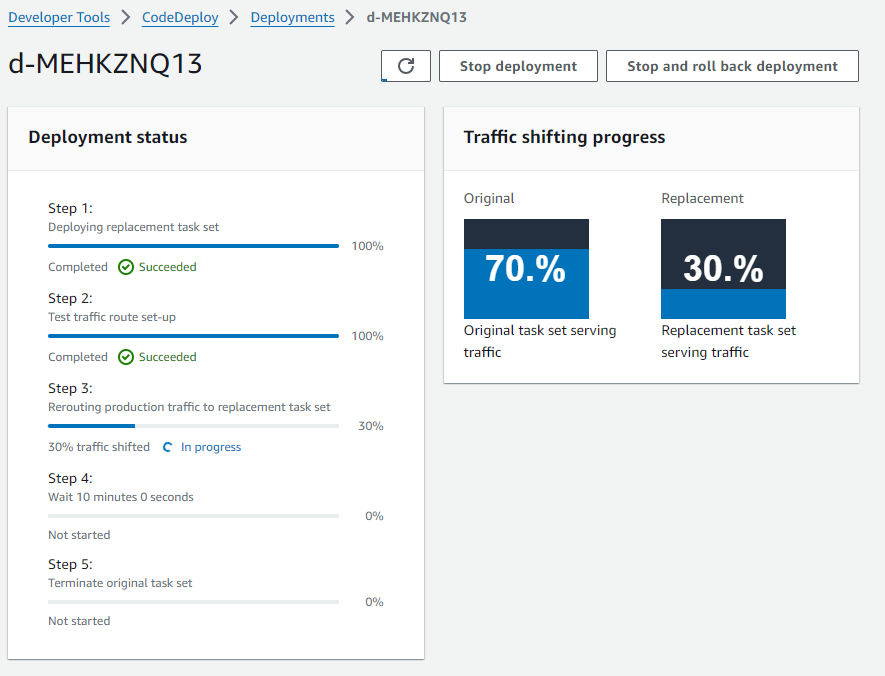 Developer Tools > CodeDeploy > Deployments > d-MEHKZNQ13
d-MEHKZNQ13
Stop deployment
Stop and roll back deployment
Deployment status
Step 1:
Deploying replacement task set
100%
Completed Succeeded
Step 2:
Test traffic route set-up
100%
Completed Succeeded
Step 3:
Rerouting production traffic to replacement task set
30%
30% traffic shifted In progress
Step 4:
Wait 10 minutes 0 seconds
0%
Not started
Step 5:
Terminate original task set
0%
Not started
Traffic shifting progress
Original
70.%
Original task set serving
traffic
Replacement
30.%
Replacement task set
serving traffic